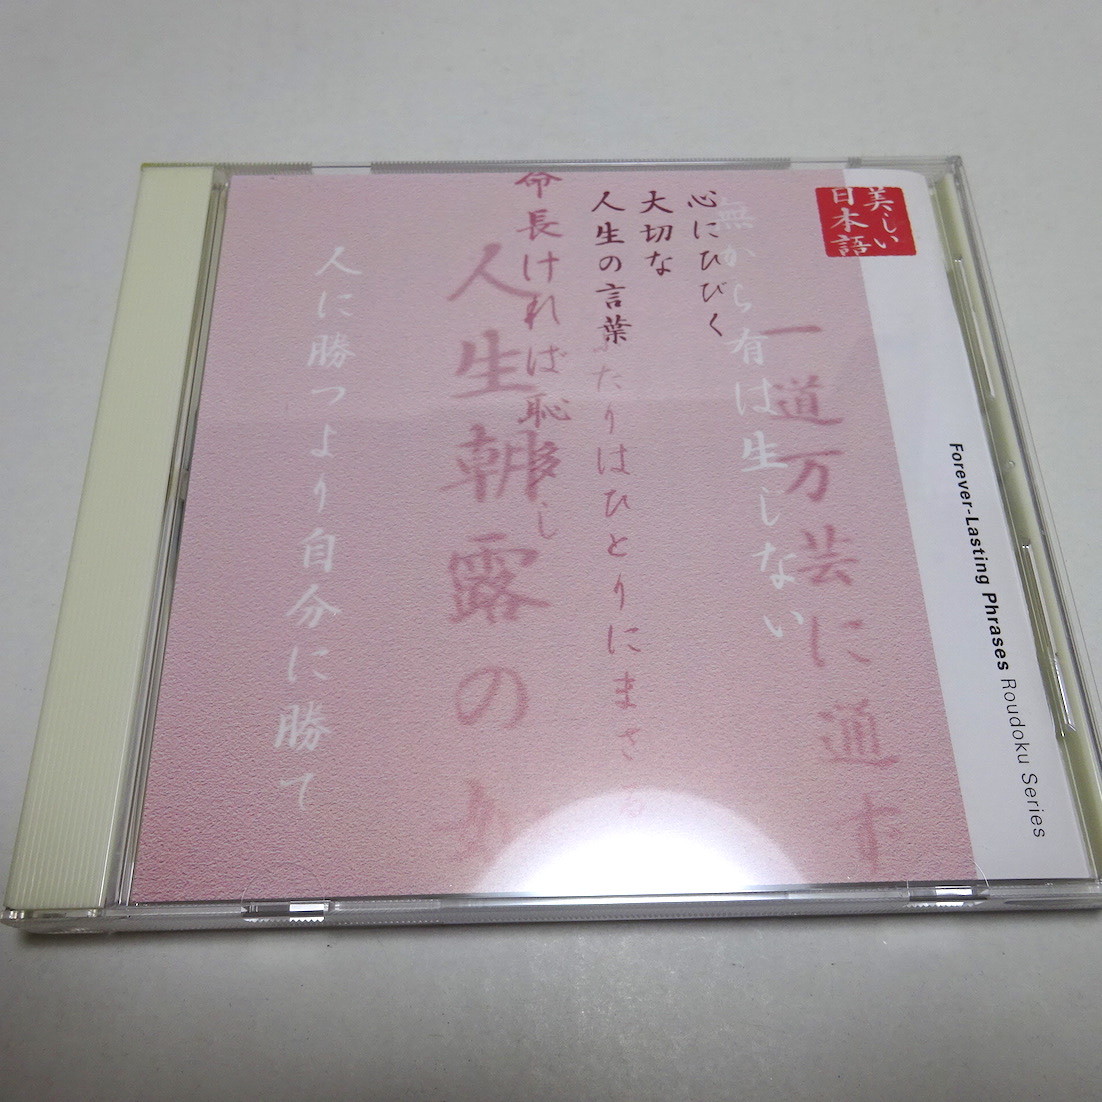 美しい
日本語
心にひびく
大切な
人生の言葉
無から有は生じない
一道万芸に通ず
ふたりはひとりにまさる
命長ければ恥多し
人生朝露の如
人に勝つより自分に勝て
Forever-Lasting Phrases Roudoku Series